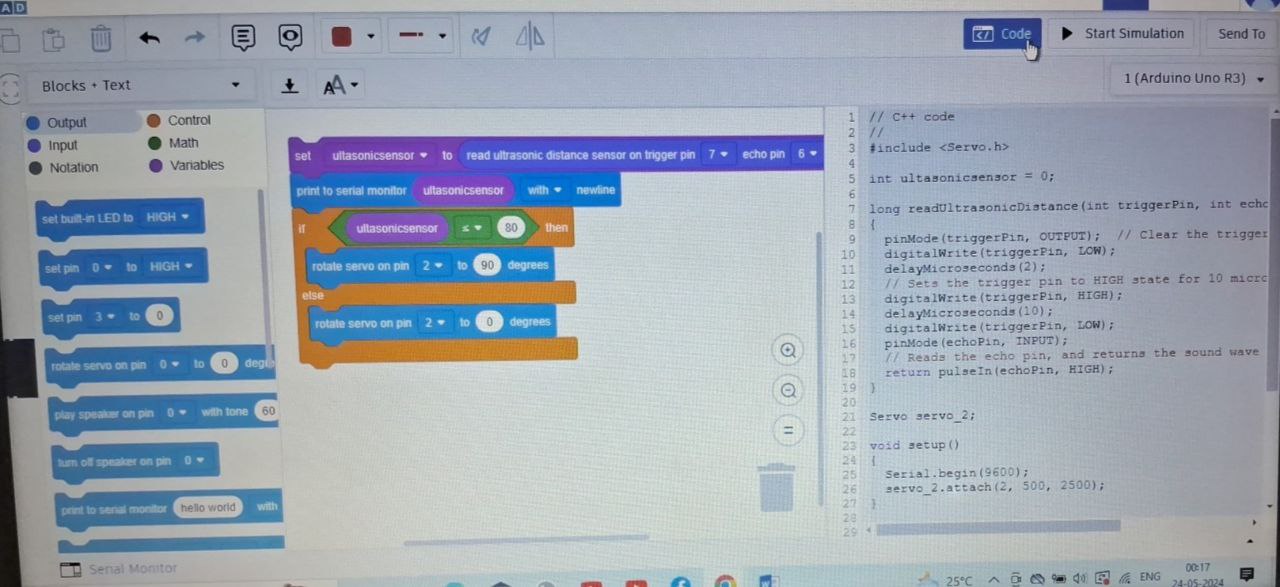 AD
Code
Start Simulation
Send To
Blocks + Text
AA
1 (Arduino Uno R3)
Output
Control
Input
Math
Notation
Variables
set built-in LED to HIGH
set pin 0 to HIGH
set pin 3 to 0
rotate servo on pin 0 to 0 degre
play speaker on pin 0 with tone 60
turn off speaker on pin 0
print to serial monitor hello world with
set ultasonicsensor to read ultrasonic distance sensor on trigger pin 7 echo pin 6
print to serial monitor ultasonicsensor with newline
if ultasonicsensor ≤ 80 then
rotate servo on pin 2 to 90 degrees
else
rotate servo on pin 2 to 0 degrees
=
1 // C++ code
2 //
3 #include <Servo.h>
4
5 int ultasonicsensor = 0;
6
7 long readUltrasonicDistance(int triggerPin, int echo
8 {
9 pinMode(triggerPin, OUTPUT);  // Clear the trigger
10 digitalWrite(triggerPin, LOW);
11 delayMicroseconds(2);
12 // Sets the trigger pin to HIGH state for 10 micro
13 digitalWrite(triggerPin, HIGH);
14 delayMicroseconds(10);
15 digitalWrite(triggerPin, LOW);
16 pinMode(echoPin, INPUT);
17 // Reads the echo pin, and returns the sound wave
18 return pulseIn(echoPin, HIGH);
19 }
20
21 Servo servo_2;
22
23 void setup()
24 {
25 Serial.begin(9600);
26 servo_2.attach(2, 500, 2500);
27 }
28
29
Serial Monitor
25°C
ENG
00:17
24-05-2024